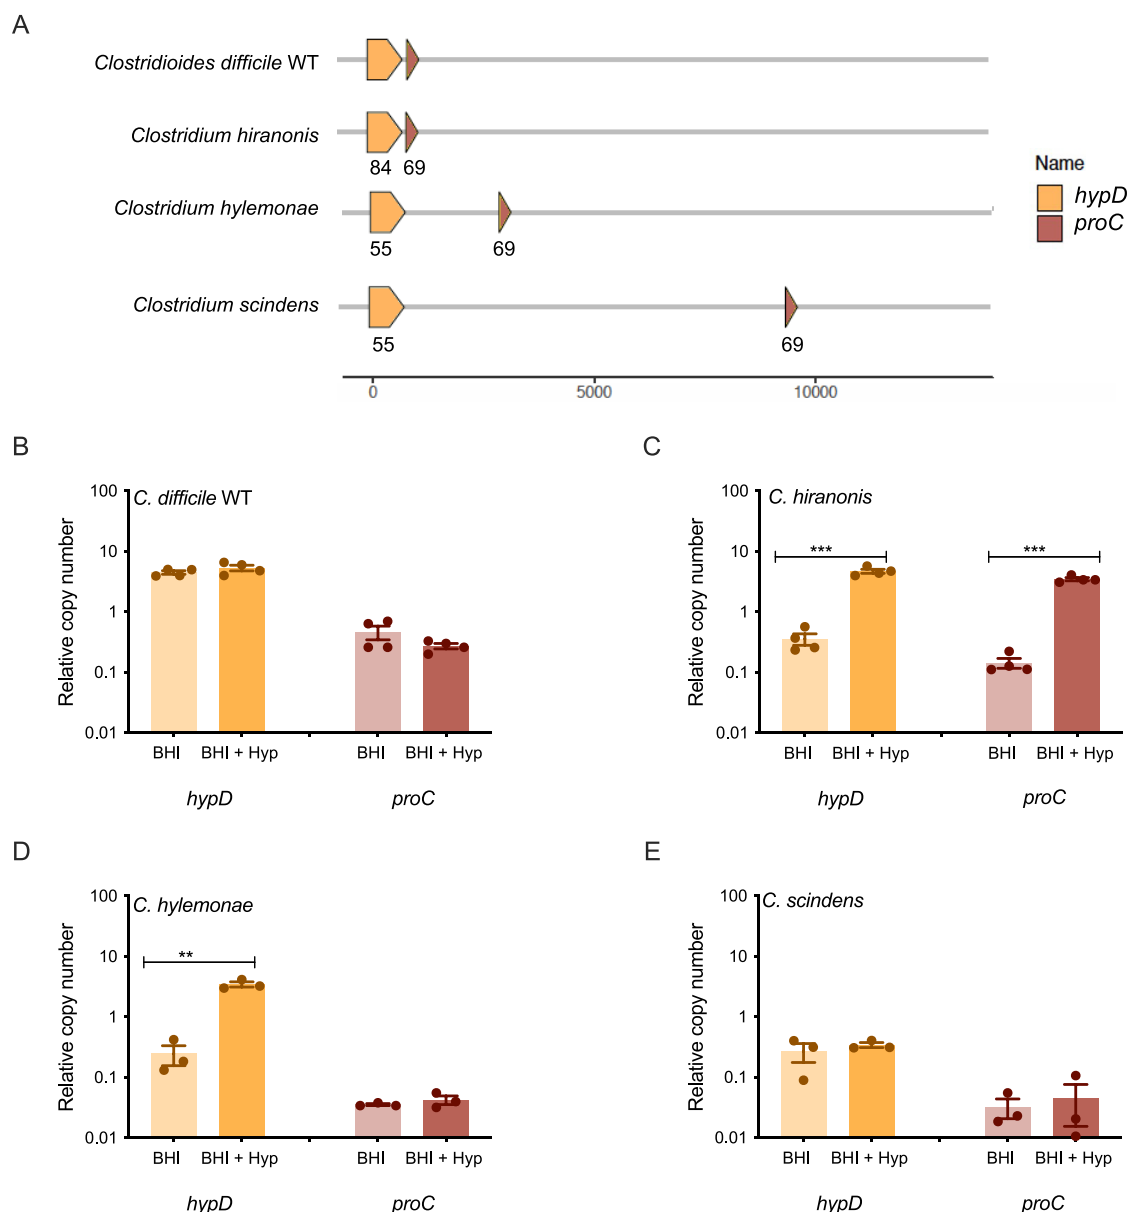 A
Clostridioides difficile WT
Clostridium hiranonis
84 69
Clostridium hylemonae
55 69
Clostridium scindens
55 69
0 5000 10000
Name
hypD
proC
B
C. difficile WT
Relative copy number
100
10
1
0.1
0.01
BHI BHI + Hyp BHI BHI + Hyp
hypD proC
C
C. hiranonis
Relative copy number
100
10
1
0.1
0.01
*** ***
BHI BHI + Hyp BHI BHI + Hyp
hypD proC
D
C. hylemonae
Relative copy number
100
10
1
0.1
0.01
**
BHI BHI + Hyp BHI BHI + Hyp
hypD proC
E
C. scindens
Relative copy number
100
10
1
0.1
0.01
BHI BHI + Hyp BHI BHI + Hyp
hypD proC